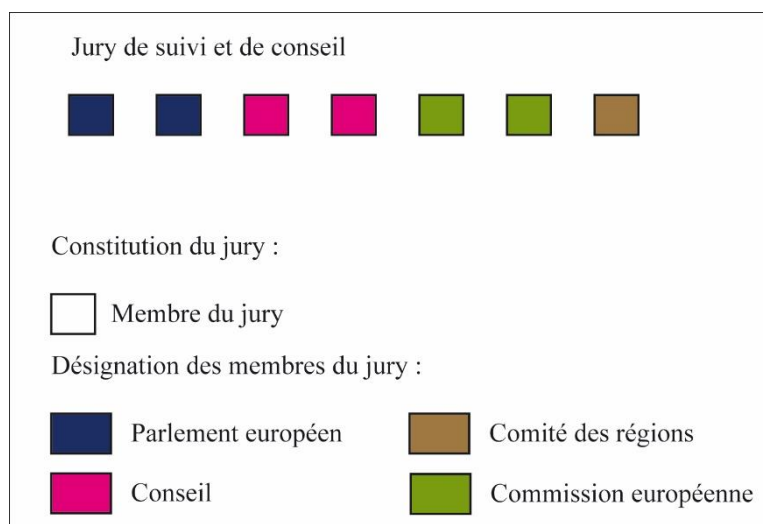 Jury de suivi et de conseil
Constitution du jury :
Membre du jury
Désignation des membres du jury :
Parlement européen
Comité des régions
Conseil
Commission européenne